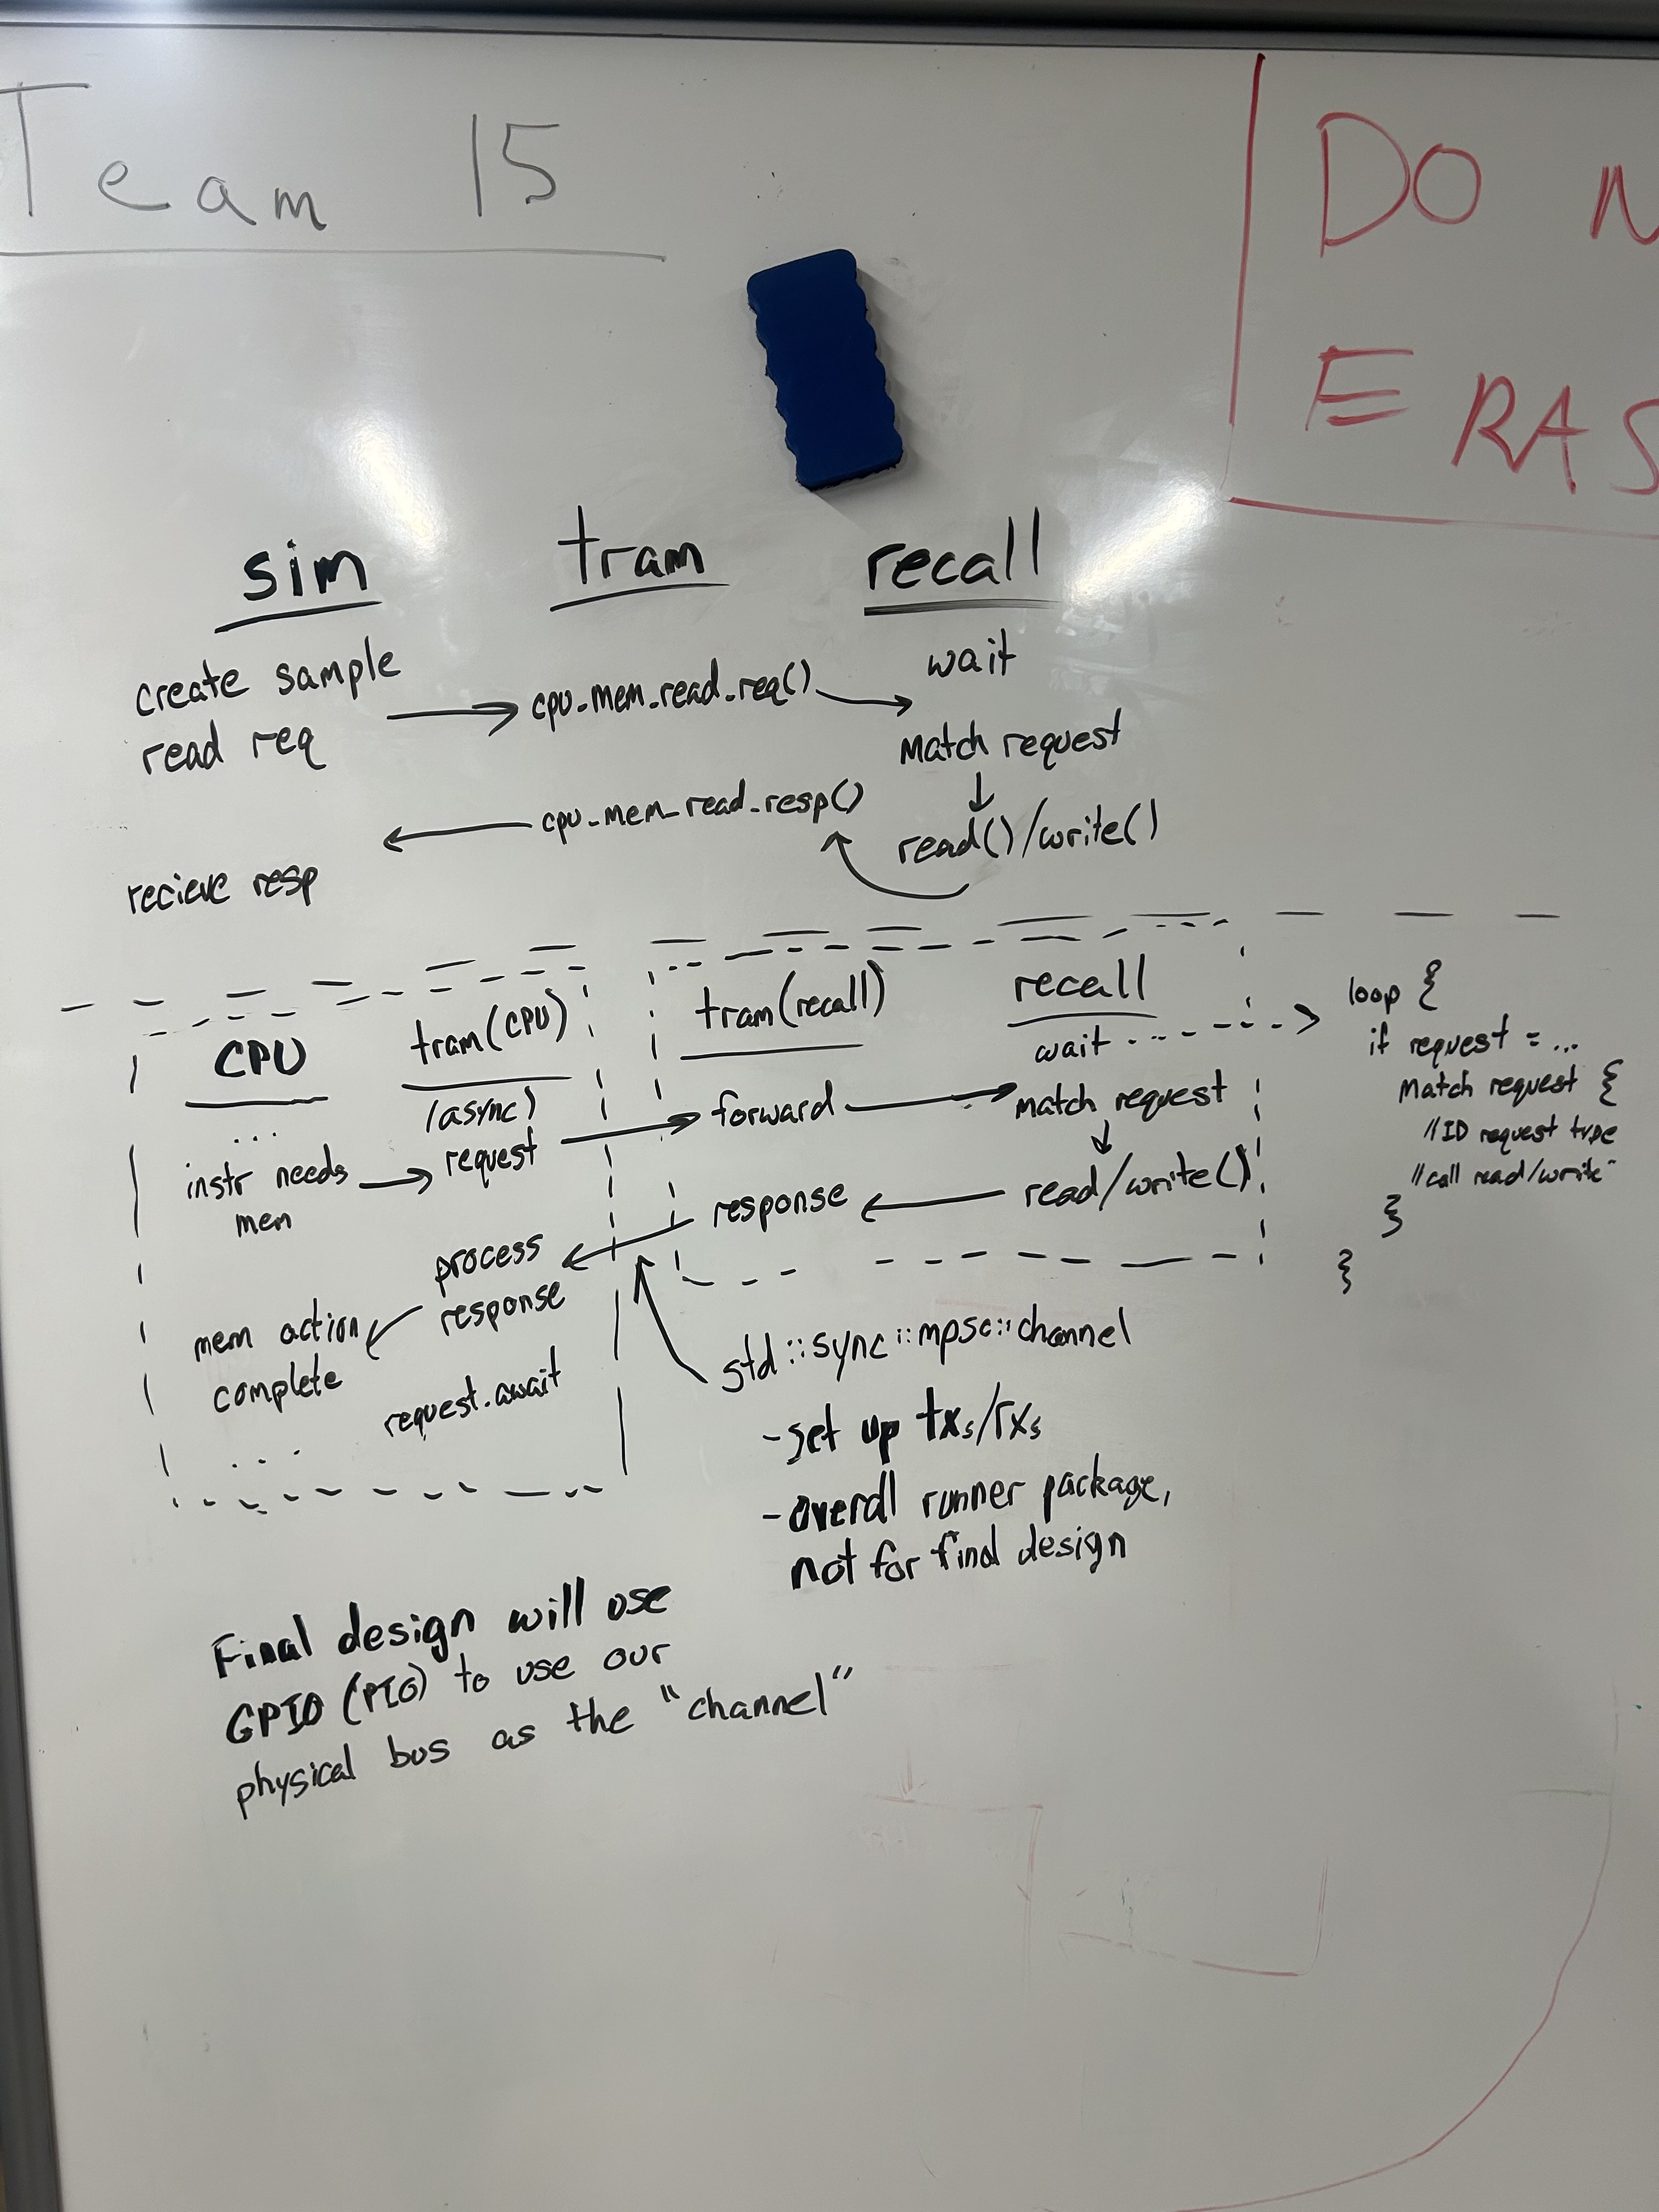 Team 15
DO N
ERAS
sim
tram
recall
create sample
read req
cpu_mem_read_req()
wait
match request
read()/write()
cpu_mem_read_resp()
recieve resp
CPU
tram(CPU)
(async)
...
instr needs
mem
request
process
response
mem action
complete
request.await
...
tram(recall)
forward
response
recall
wait
match request
read/write()
loop {
if request = ...
match request {
//ID request type
//call read/write
}
}
std::sync::mpsc::channel
-set up txs/rxs
-overall runner package,
not for final design
Final design will use
GPIO (PIO) to use our
physical bus as the "channel"